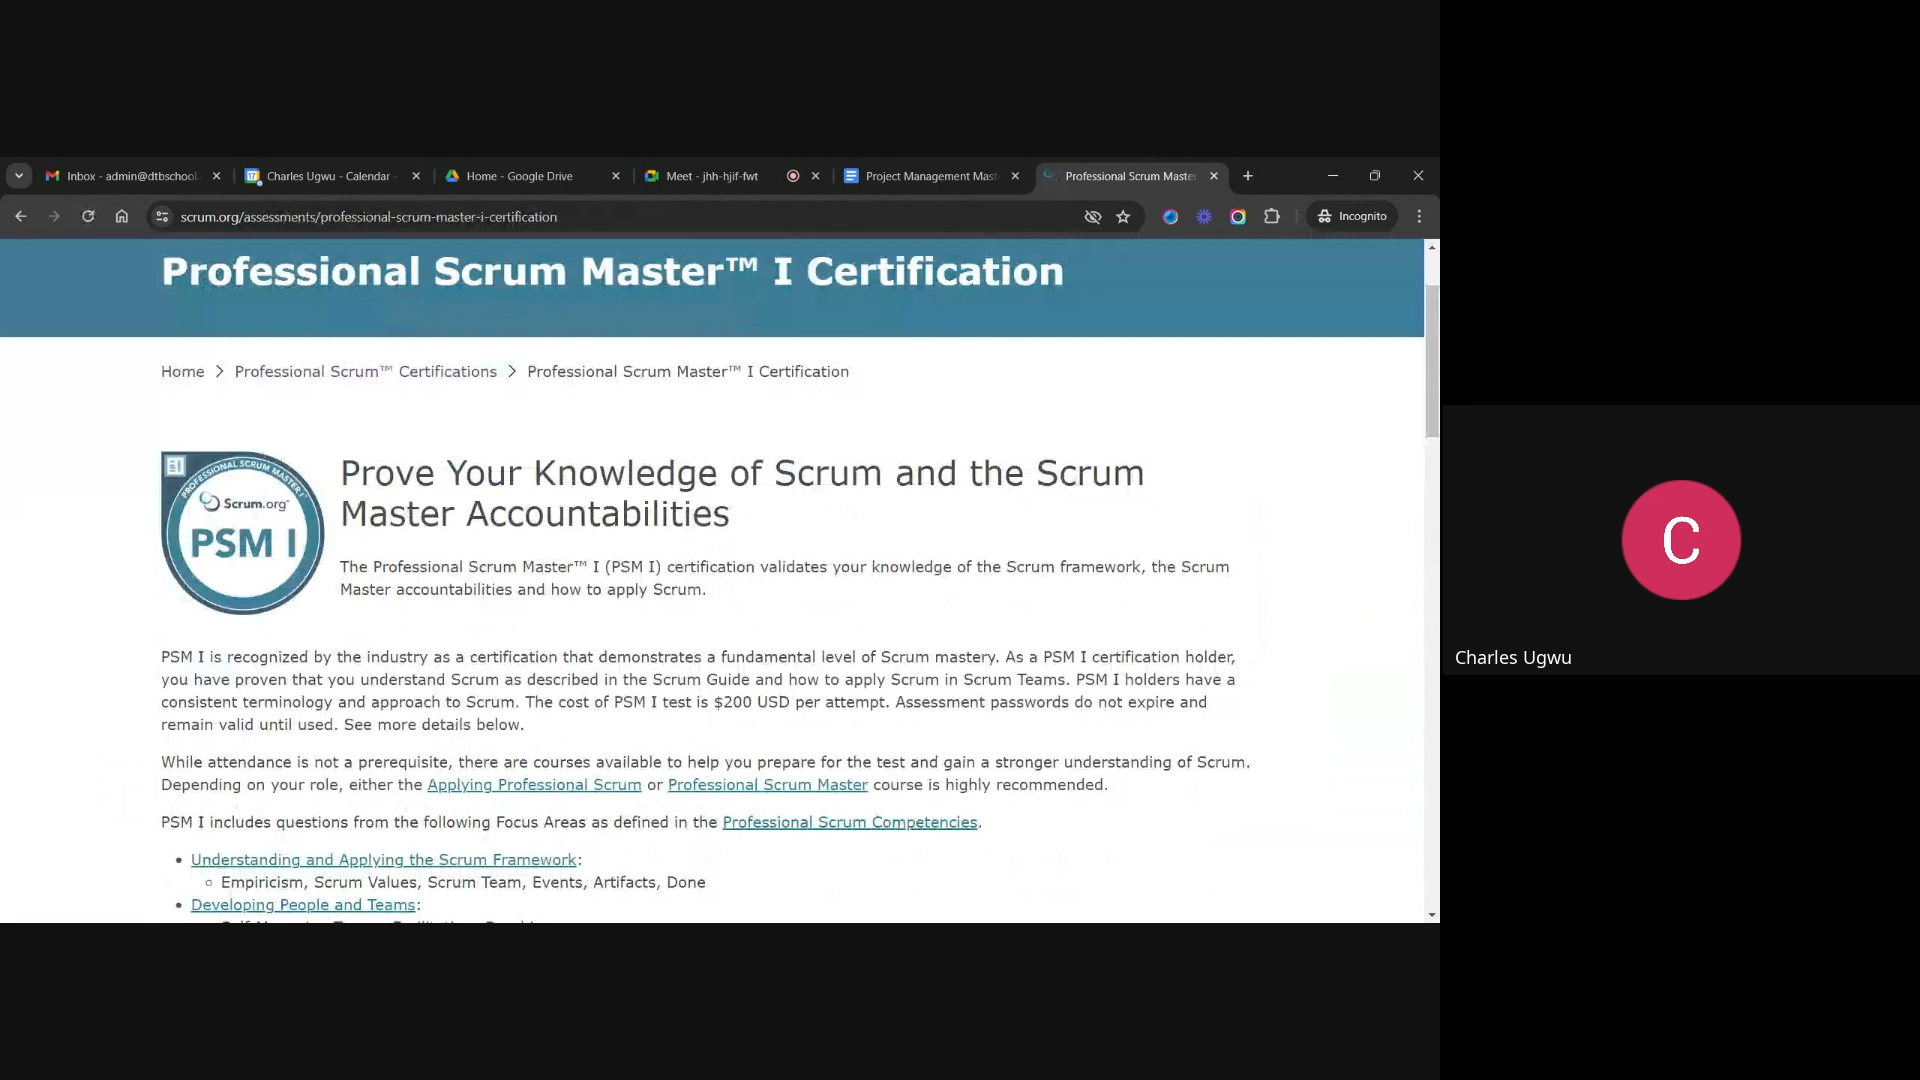 Inbox - admin@dtbschool.
Charles Ugwu - Calendar -
Home - Google Drive
Meet - jhh-hjif-fwt
Project Management Mas
Professional Scrum Master
scrum.org/assessments/professional-scrum-master-i-certification
Incognito
Professional Scrum Master™ I Certification
Home > Professional Scrum™ Certifications > Professional Scrum Master™ I Certification
PROFESSIONAL SCRUM MASTER I
Scrum.org™
PSM I
Prove Your Knowledge of Scrum and the Scrum
Master Accountabilities
The Professional Scrum Master™ I (PSM I) certification validates your knowledge of the Scrum framework, the Scrum
Master accountabilities and how to apply Scrum.
PSM I is recognized by the industry as a certification that demonstrates a fundamental level of Scrum mastery. As a PSM I certification holder,
you have proven that you understand Scrum as described in the Scrum Guide and how to apply Scrum in Scrum Teams. PSM I holders have a
consistent terminology and approach to Scrum. The cost of PSM I test is $200 USD per attempt. Assessment passwords do not expire and
remain valid until used. See more details below.
While attendance is not a prerequisite, there are courses available to help you prepare for the test and gain a stronger understanding of Scrum.
Depending on your role, either the Applying Professional Scrum or Professional Scrum Master course is highly recommended.
PSM I includes questions from the following Focus Areas as defined in the Professional Scrum Competencies.
• Understanding and Applying the Scrum Framework:
◦ Empiricism, Scrum Values, Scrum Team, Events, Artifacts, Done
• Developing People and Teams:
C
Charles Ugwu